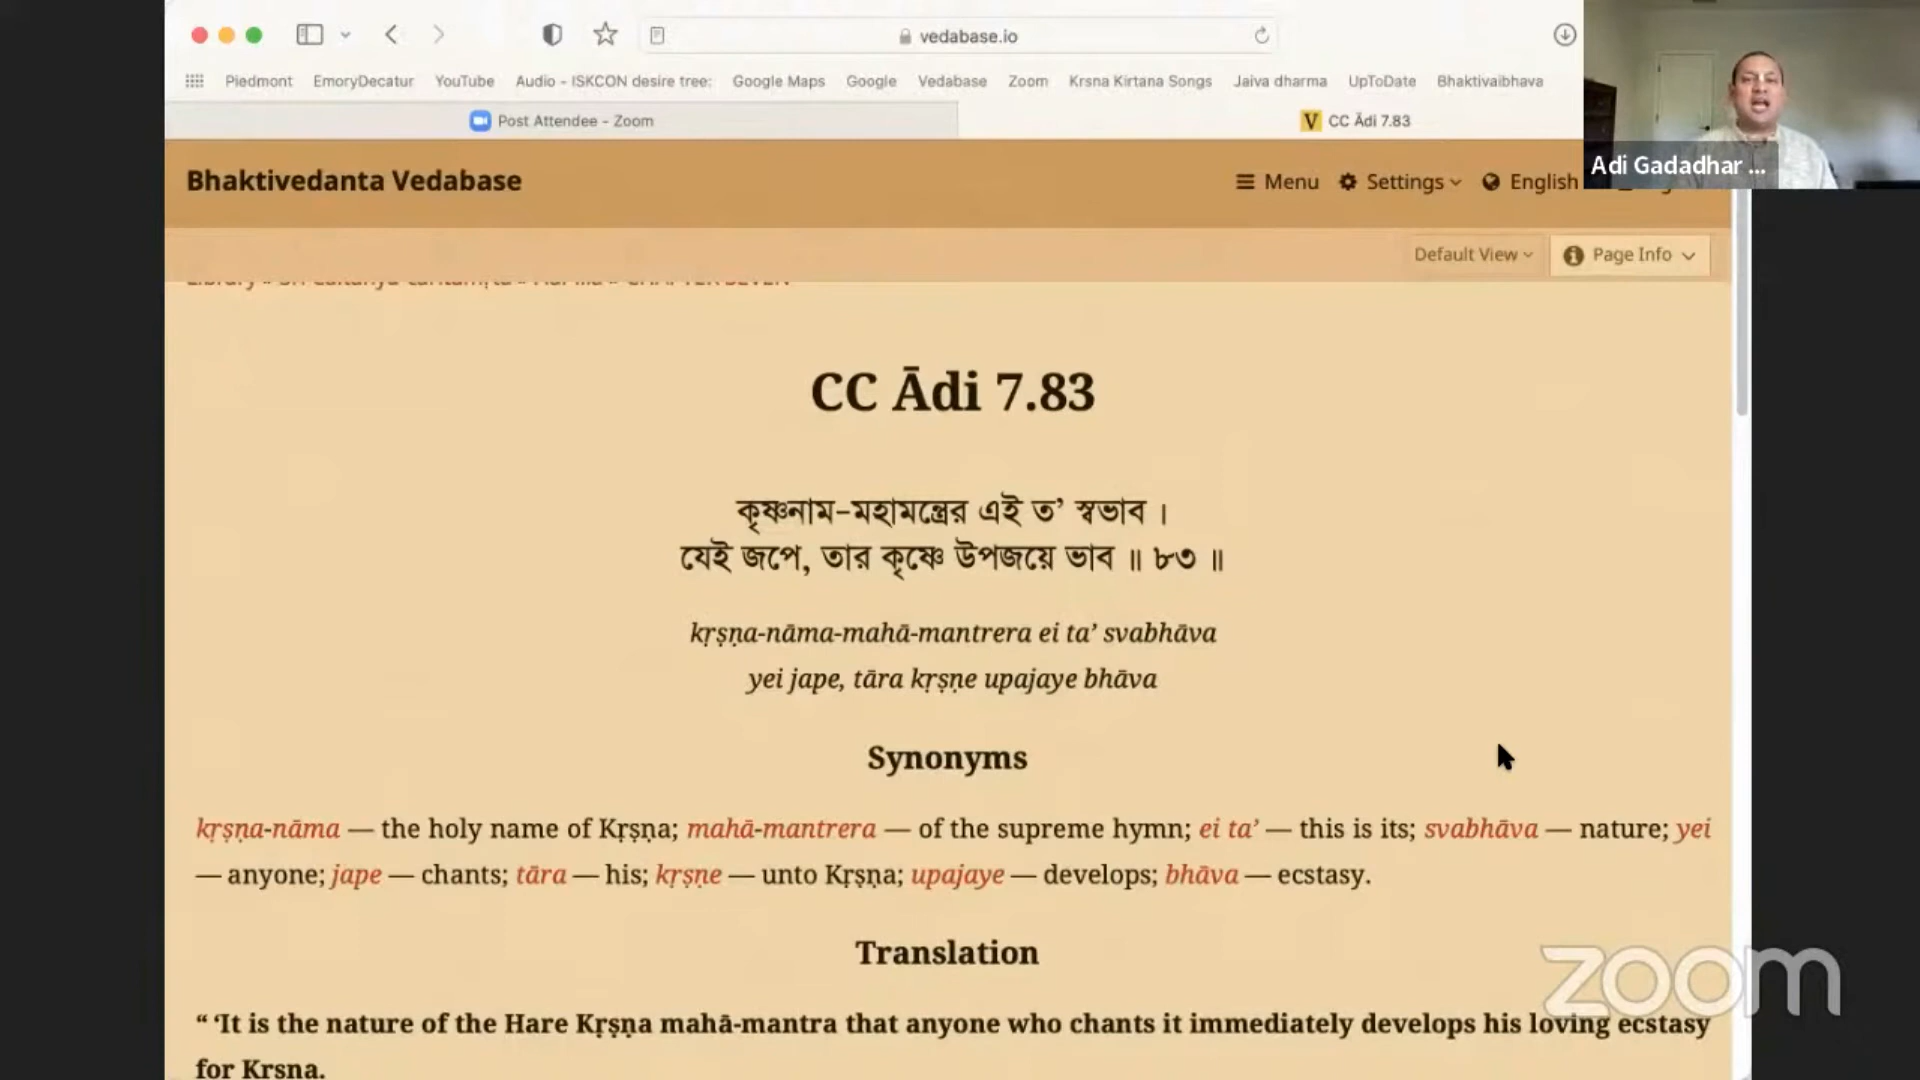 vedabase.io
Piedmont EmoryDecatur YouTube Audio - ISKCON desire tree: Google Maps Google Vedabase Zoom Krsna Kirtana Songs Jaiva dharma UpToDate Bhaktivaibhava
Post Attendee - Zoom
V CC Ādi 7.83
Adi Gadadhar ...
Bhaktivedanta Vedabase
Menu Settings English
Default View Page Info
CC Ādi 7.83
কৃষ্ণনাম-মহামন্ত্রের এই ত’ স্বভাব ।
যেই জপে, তার কৃষ্ণে উপজয়ে ভাব ॥ ৮৩ ॥
kṛṣṇa-nāma-mahā-mantrera ei ta’ svabhāva
yei jape, tāra kṛṣṇe upajaye bhāva
Synonyms
kṛṣṇa-nāma — the holy name of Kṛṣṇa; mahā-mantrera — of the supreme hymn; ei ta’ — this is its; svabhāva — nature; yei
— anyone; jape — chants; tāra — his; kṛṣṇe — unto Kṛṣṇa; upajaye — develops; bhāva — ecstasy.
Translation
“ ‘It is the nature of the Hare Kṛṣṇa mahā-mantra that anyone who chants it immediately develops his loving ecstasy
for Krsna.
zoom